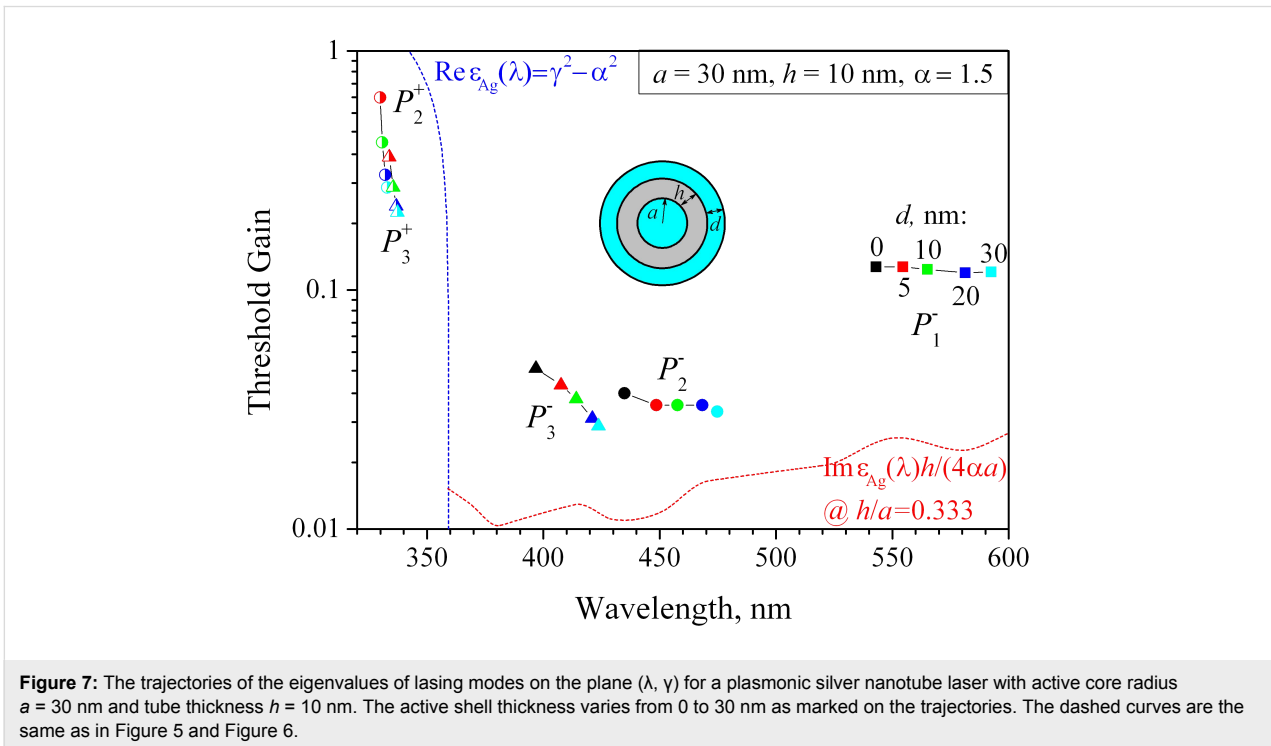 1
Re ε_Ag(λ)=γ²−α²
a = 30 nm, h = 10 nm, α = 1.5
P₂⁺
P₃⁺
h
a
d
d, nm:
0 10 30
5 20
P₁⁻
0.1
Threshold Gain
P₂⁻
P₃⁻
Im ε_Ag(λ)h/(4αa)
@ h/a=0.333
0.01
350 400 450 500 550 600
Wavelength, nm
Figure 7: The trajectories of the eigenvalues of lasing modes on the plane (λ, γ) for a plasmonic silver nanotube laser with active core radius
a = 30 nm and tube thickness h = 10 nm. The active shell thickness varies from 0 to 30 nm as marked on the trajectories. The dashed curves are the
same as in Figure 5 and Figure 6.